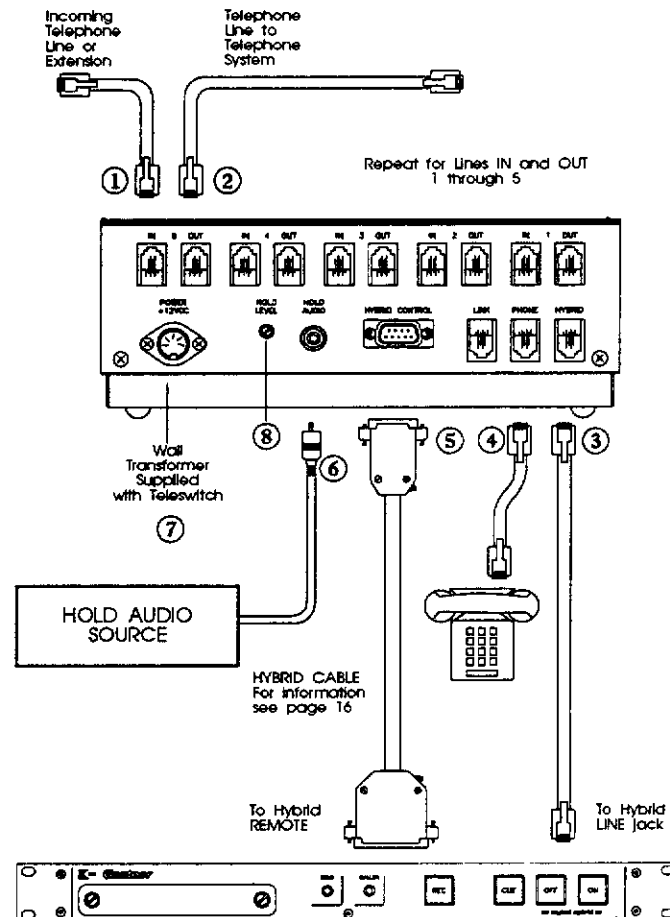 Incoming
Telephone
Line or
Extension
Telephone
Line to
Telephone
System
1
2
Repeat for Lines IN and OUT
1 through 5
IN 5 OUT
IN 4 OUT
IN 3 OUT
IN 2 OUT
IN 1 OUT
POWER
+12VDC
HOLD
LEVEL
HOLD
AUDIO
HYBRID CONTROL
LINK
PHONE
HYBRID
8
6
5
4
3
Wall
Transformer
Supplied
with Teleswitch
7
HOLD AUDIO
SOURCE
HYBRID CABLE
For information
see page 16
To Hybrid
REMOTE
To Hybrid
LINE jack
REC
CUE
OFF
ON